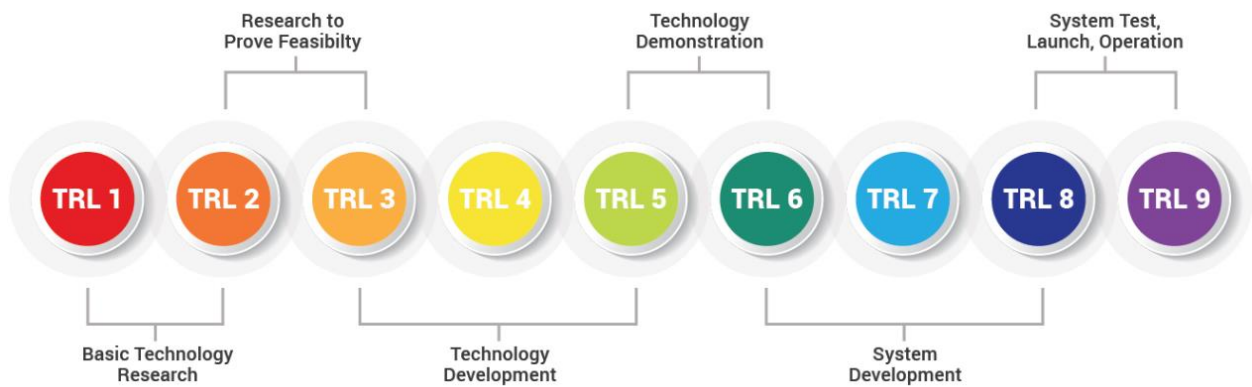 Research to
Prove Feasibilty
Technology
Demonstration
System Test,
Launch, Operation
TRL 1
TRL 2
TRL 3
TRL 4
TRL 5
TRL 6
TRL 7
TRL 8
TRL 9
Basic Technology
Research
Technology
Development
System
Development